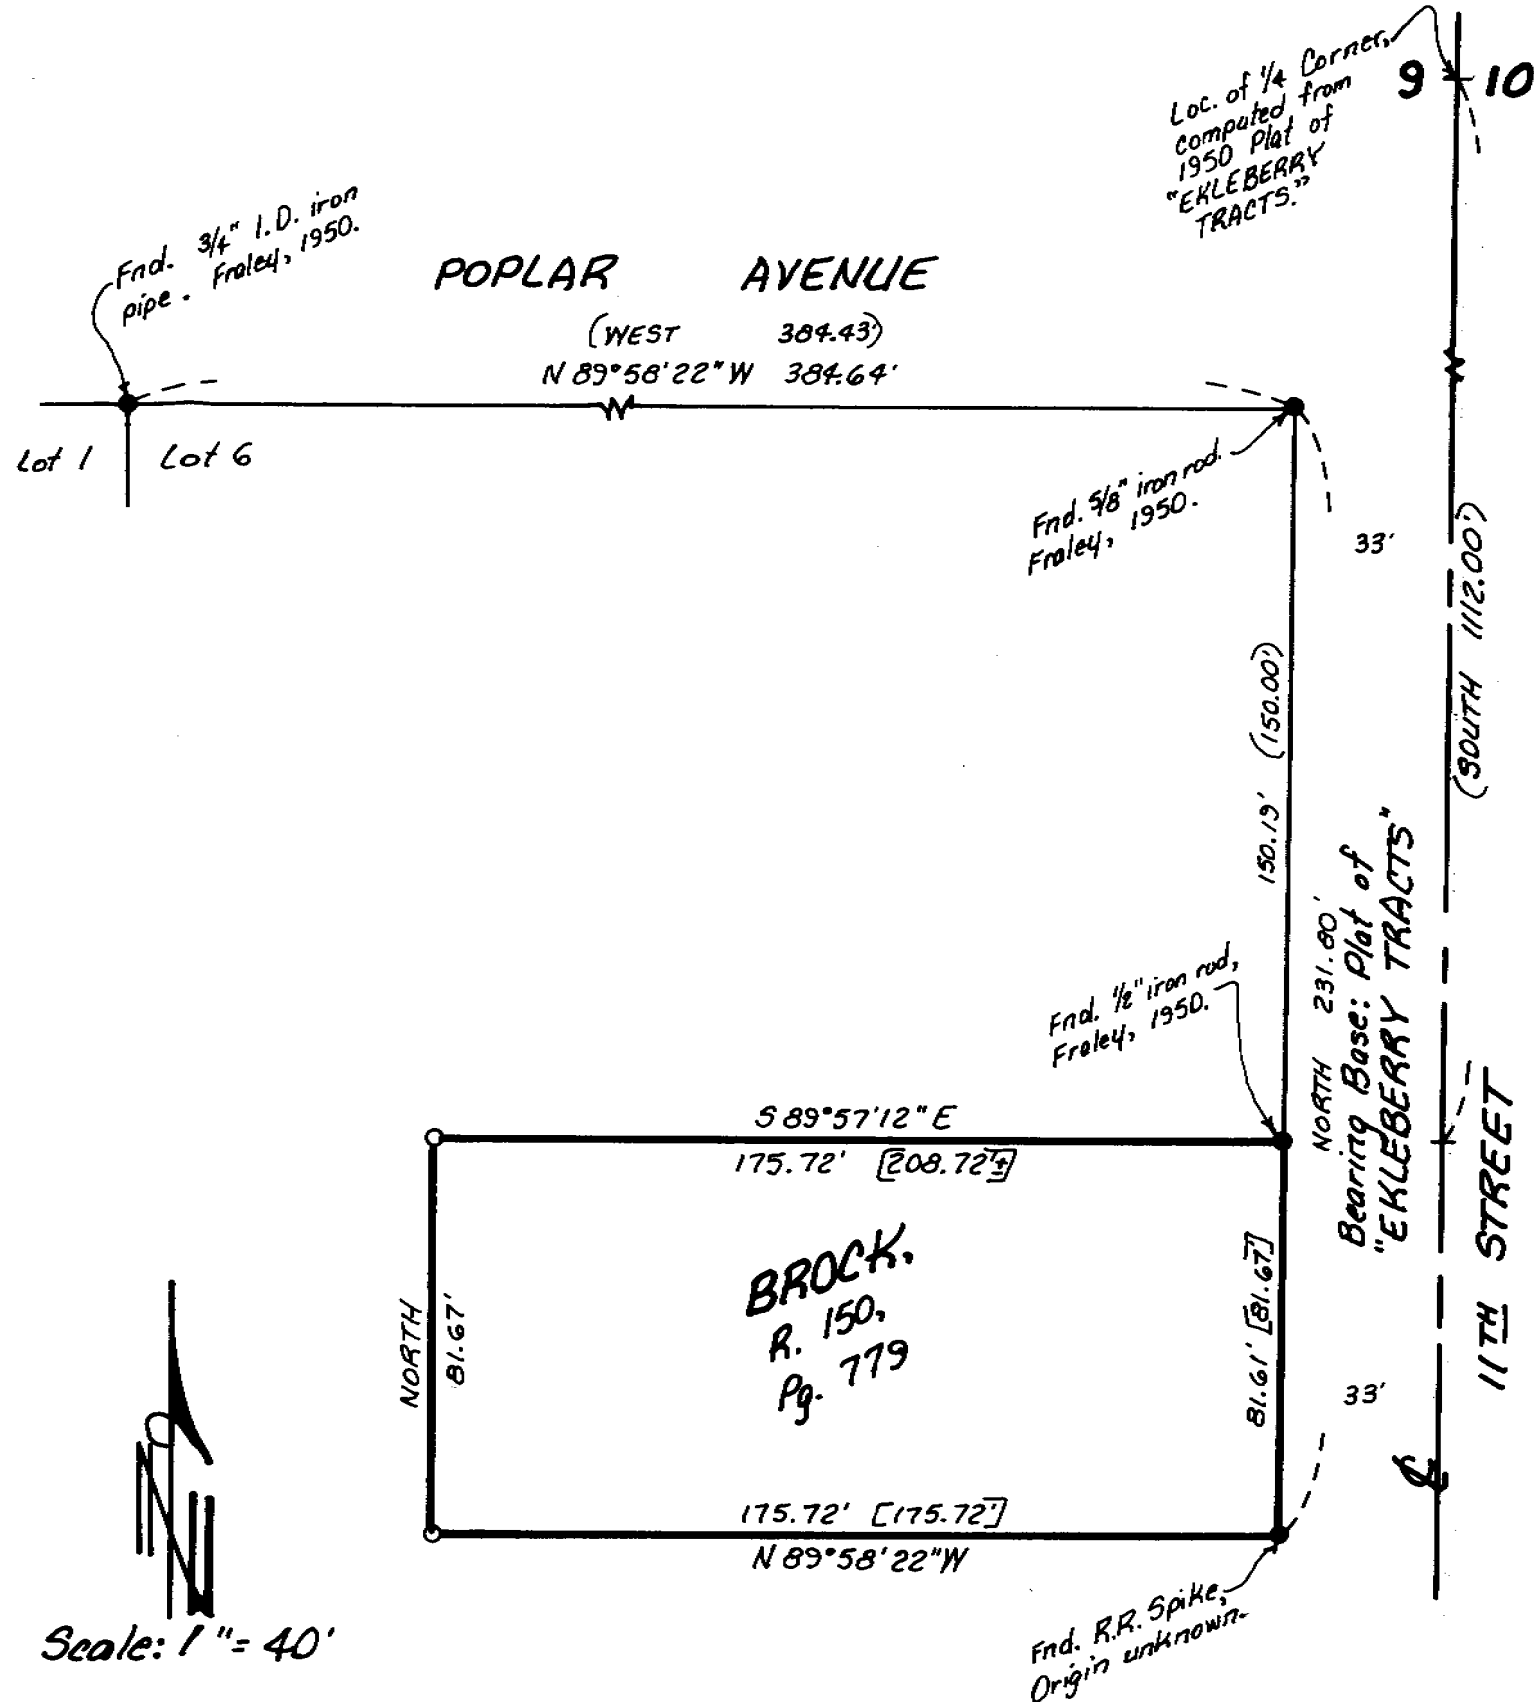 Loc. of 1/4 Corner,
computed from
1950 Plat of
"EKLEBERRY
TRACTS."
9 10
Fnd. 3/4" I.D. iron
pipe. Fraley, 1950.
POPLAR AVENUE
(WEST 384.43')
N 89°58'22"W 384.64'
Lot 1 Lot 6
Fnd. 5/8" iron rod.
Fraley, 1950.
33'
(SOUTH 1112.00')
150.19' (150.00')
NORTH 231.80'
Bearing Base: Plat of
"EKLEBERRY TRACTS"
Fnd. 1/2" iron rod,
Fraley, 1950.
11TH STREET
S 89°57'12"E
175.72' [208.72'±]
BROCK,
R. 150,
Pg. 779
NORTH
81.67'
81.61' [81.67']
33'
℄
175.72' [175.72']
N 89°58'22"W
Fnd. R.R. Spike,
Origin unknown.
N
Scale: 1"= 40'